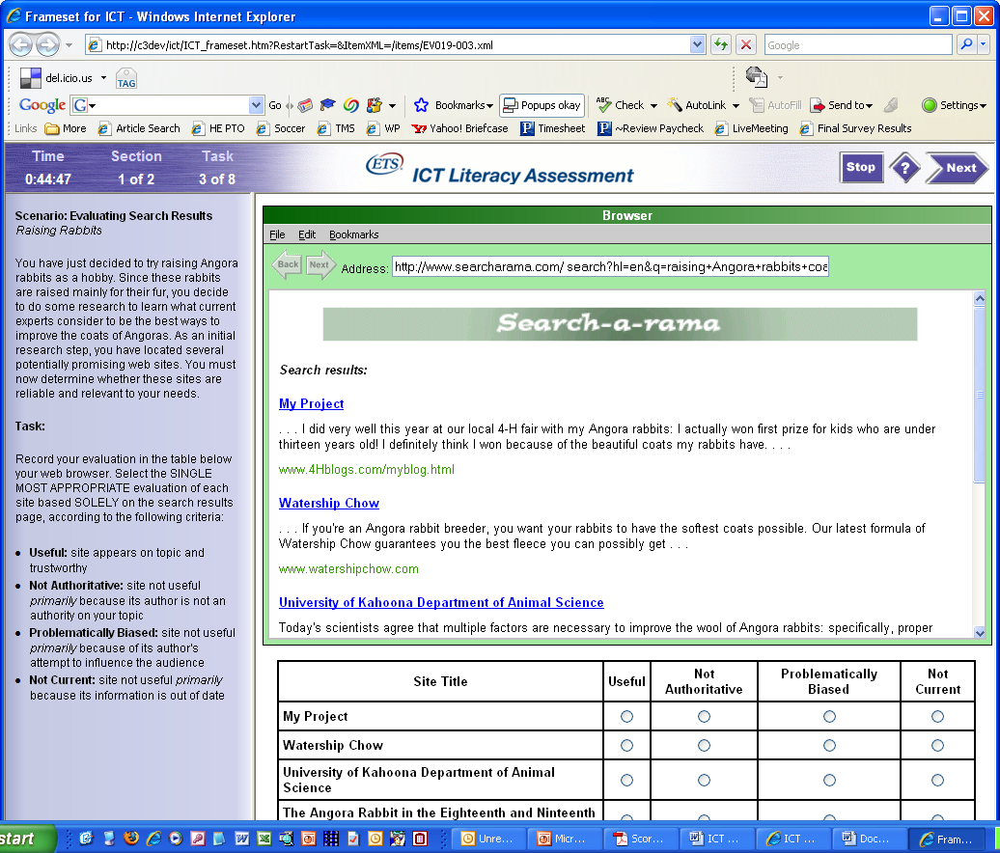 Frameset for ICT - Windows Internet Explorer
http://c3dev/ict/ICT_frameset.htm?RestartTask=&ItemXML=/items/EV019-003.xml
Google
del.icio.us
TAG
Google G Go Bookmarks Popups okay ABC Check AutoLink AutoFill Send to Settings
Links More Article Search HE PTO Soccer TMS WP Yahoo! Briefcase Timesheet ~Review Paycheck LiveMeeting Final Survey Results
Time Section Task
0:44:47 1 of 2 3 of 8
ETS ICT Literacy Assessment
Stop ? Next
Scenario: Evaluating Search Results
Raising Rabbits
You have just decided to try raising Angora
rabbits as a hobby. Since these rabbits
are raised mainly for their fur, you decide
to do some research to learn what current
experts consider to be the best ways to
improve the coats of Angoras. As an initial
research step, you have located several
potentially promising web sites. You must
now determine whether these sites are
reliable and relevant to your needs.
Task:
Record your evaluation in the table below
your web browser. Select the SINGLE
MOST APPROPRIATE evaluation of each
site based SOLELY on the search results
page, according to the following criteria:
• Useful: site appears on topic and
trustworthy
• Not Authoritative: site not useful
primarily because its author is not an
authority on your topic
• Problematically Biased: site not useful
primarily because of its author's
attempt to influence the audience
• Not Current: site not useful primarily
because its information is out of date
Browser
File Edit Bookmarks
Back Next Address: http://www.searcharama.com/ search?hl=en&q=raising+Angora+rabbits+coa
Search-a-rama
Search results:
My Project
. . . I did very well this year at our local 4-H fair with my Angora rabbits: I actually won first prize for kids who are under
thirteen years old! I definitely think I won because of the beautiful coats my rabbits have. . . .
www.4Hblogs.com/myblog.html
Watership Chow
. . . If you're an Angora rabbit breeder, you want your rabbits to have the softest coats possible. Our latest formula of
Watership Chow guarantees you the best fleece you can possibly get . . .
www.watershipchow.com
University of Kahoona Department of Animal Science
Today's scientists agree that multiple factors are necessary to improve the wool of Angora rabbits: specifically, proper
Site Title Useful Not Authoritative Problematically Biased Not Current
My Project
Watership Chow
University of Kahoona Department of Animal
Science
The Angora Rabbit in the Eighteenth and Ninteenth
start Unre... Micr... Scor... ICT ... ICT ... Doc... Fram...